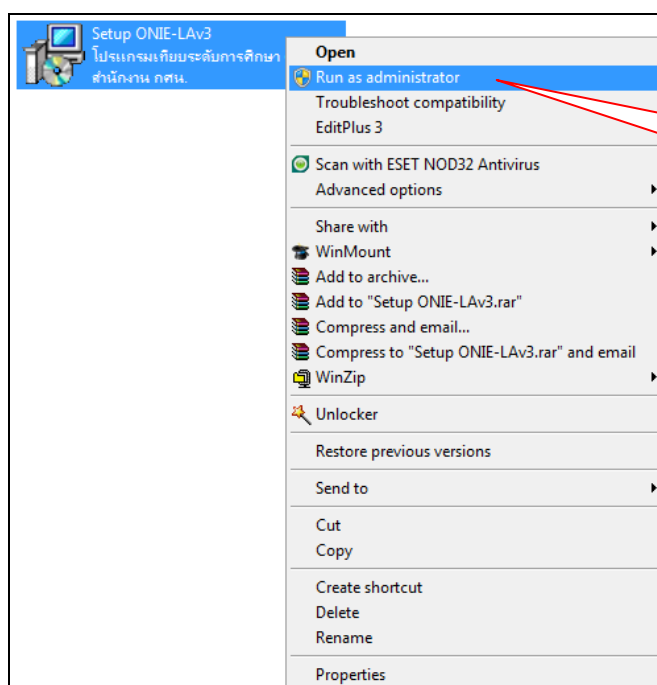 Setup ONIE-LAv3
โปรแกรมเทียบระดับการศึกษา
สำนักงาน กศน.
Open
Run as administrator
Troubleshoot compatibility
EditPlus 3
Scan with ESET NOD32 Antivirus
Advanced options
Share with
WinMount
Add to archive...
Add to "Setup ONIE-LAv3.rar"
Compress and email...
Compress to "Setup ONIE-LAv3.rar" and email
WinZip
Unlocker
Restore previous versions
Send to
Cut
Copy
Create shortcut
Delete
Rename
Properties